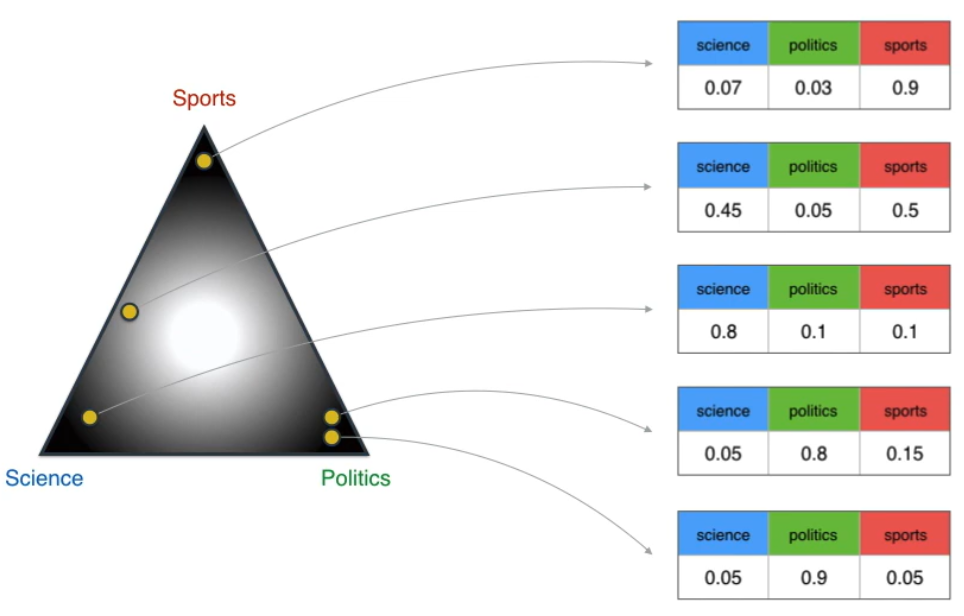 Sports
Science
Politics
science politics sports
0.07 0.03 0.9
science politics sports
0.45 0.05 0.5
science politics sports
0.8 0.1 0.1
science politics sports
0.05 0.8 0.15
science politics sports
0.05 0.9 0.05